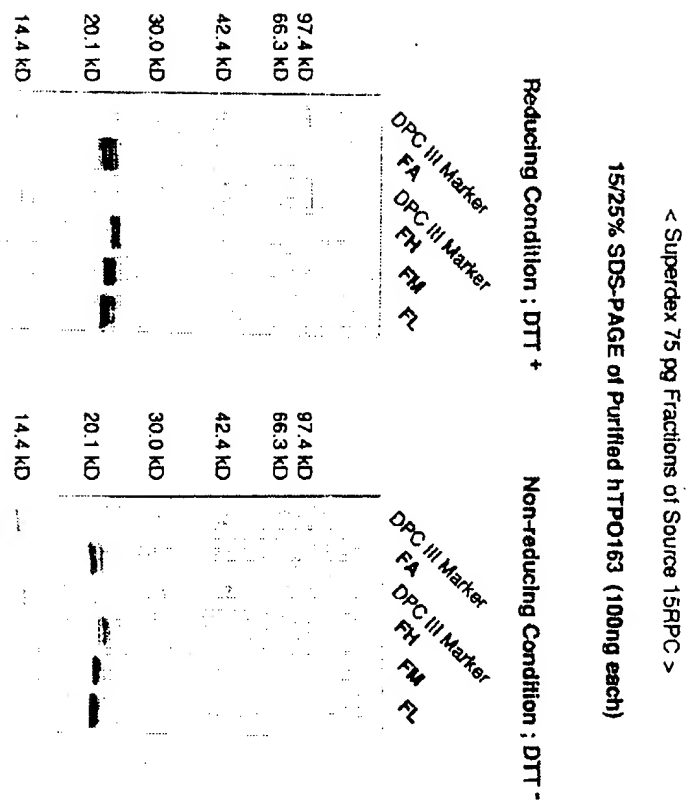 < Superdex 75 pg Fractions of Source 15RPC >
15/25% SDS-PAGE of Purified hTPO163 (100ng each)
Reducing Condition ; DTT +
DPC III Marker
FA
DPC III Marker
FH
FM
FL
97.4 kD
66.3 kD
42.4 kD
30.0 kD
20.1 kD
14.4 kD
Non-reducing Condition ; DTT -
DPC III Marker
FA
DPC III Marker
FH
FM
FL
97.4 kD
66.3 kD
42.4 kD
30.0 kD
20.1 kD
14.4 kD